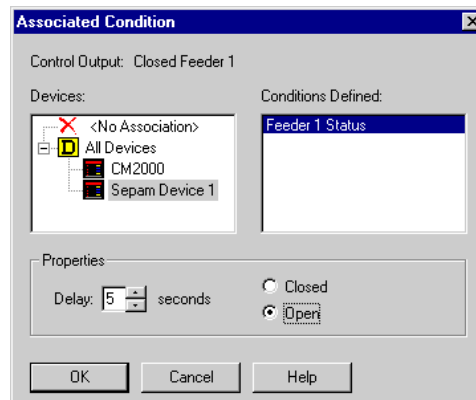 Associated Condition
Control Output: Closed Feeder 1
Devices:
Conditions Defined:
<No Association>
D All Devices
CM2000
Sepam Device 1
Feeder 1 Status
Properties
Delay: 5 seconds
Closed
Open
OK Cancel Help